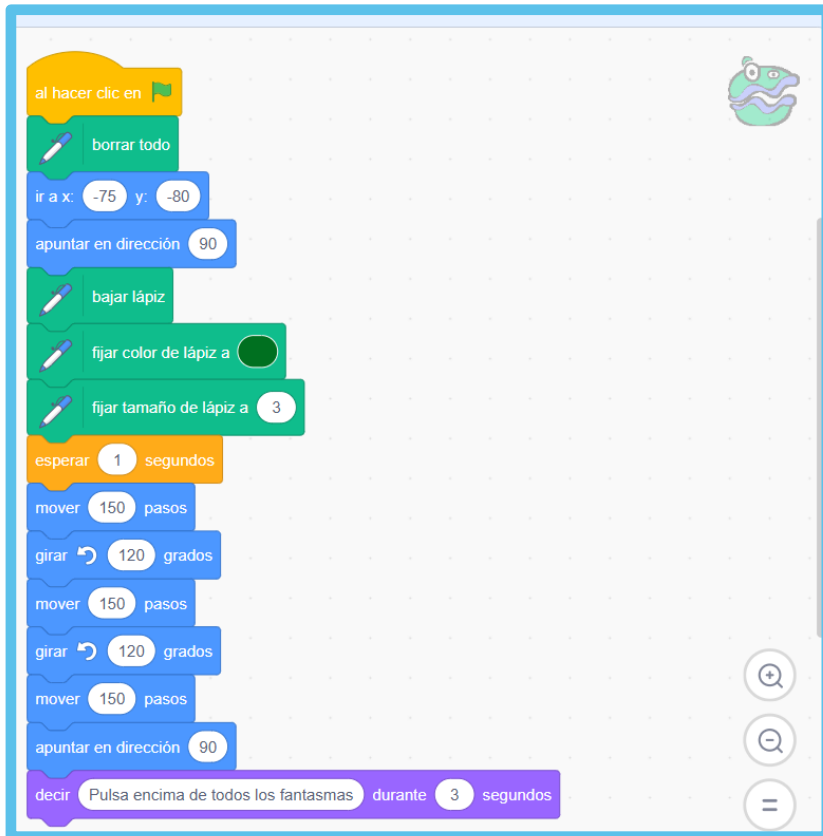 al hacer clic en
borrar todo
ir a x: -75 y: -80
apuntar en dirección 90
bajar lápiz
fijar color de lápiz a
fijar tamaño de lápiz a 3
esperar 1 segundos
mover 150 pasos
girar 120 grados
mover 150 pasos
girar 120 grados
mover 150 pasos
apuntar en dirección 90
decir Pulsa encima de todos los fantasmas durante 3 segundos